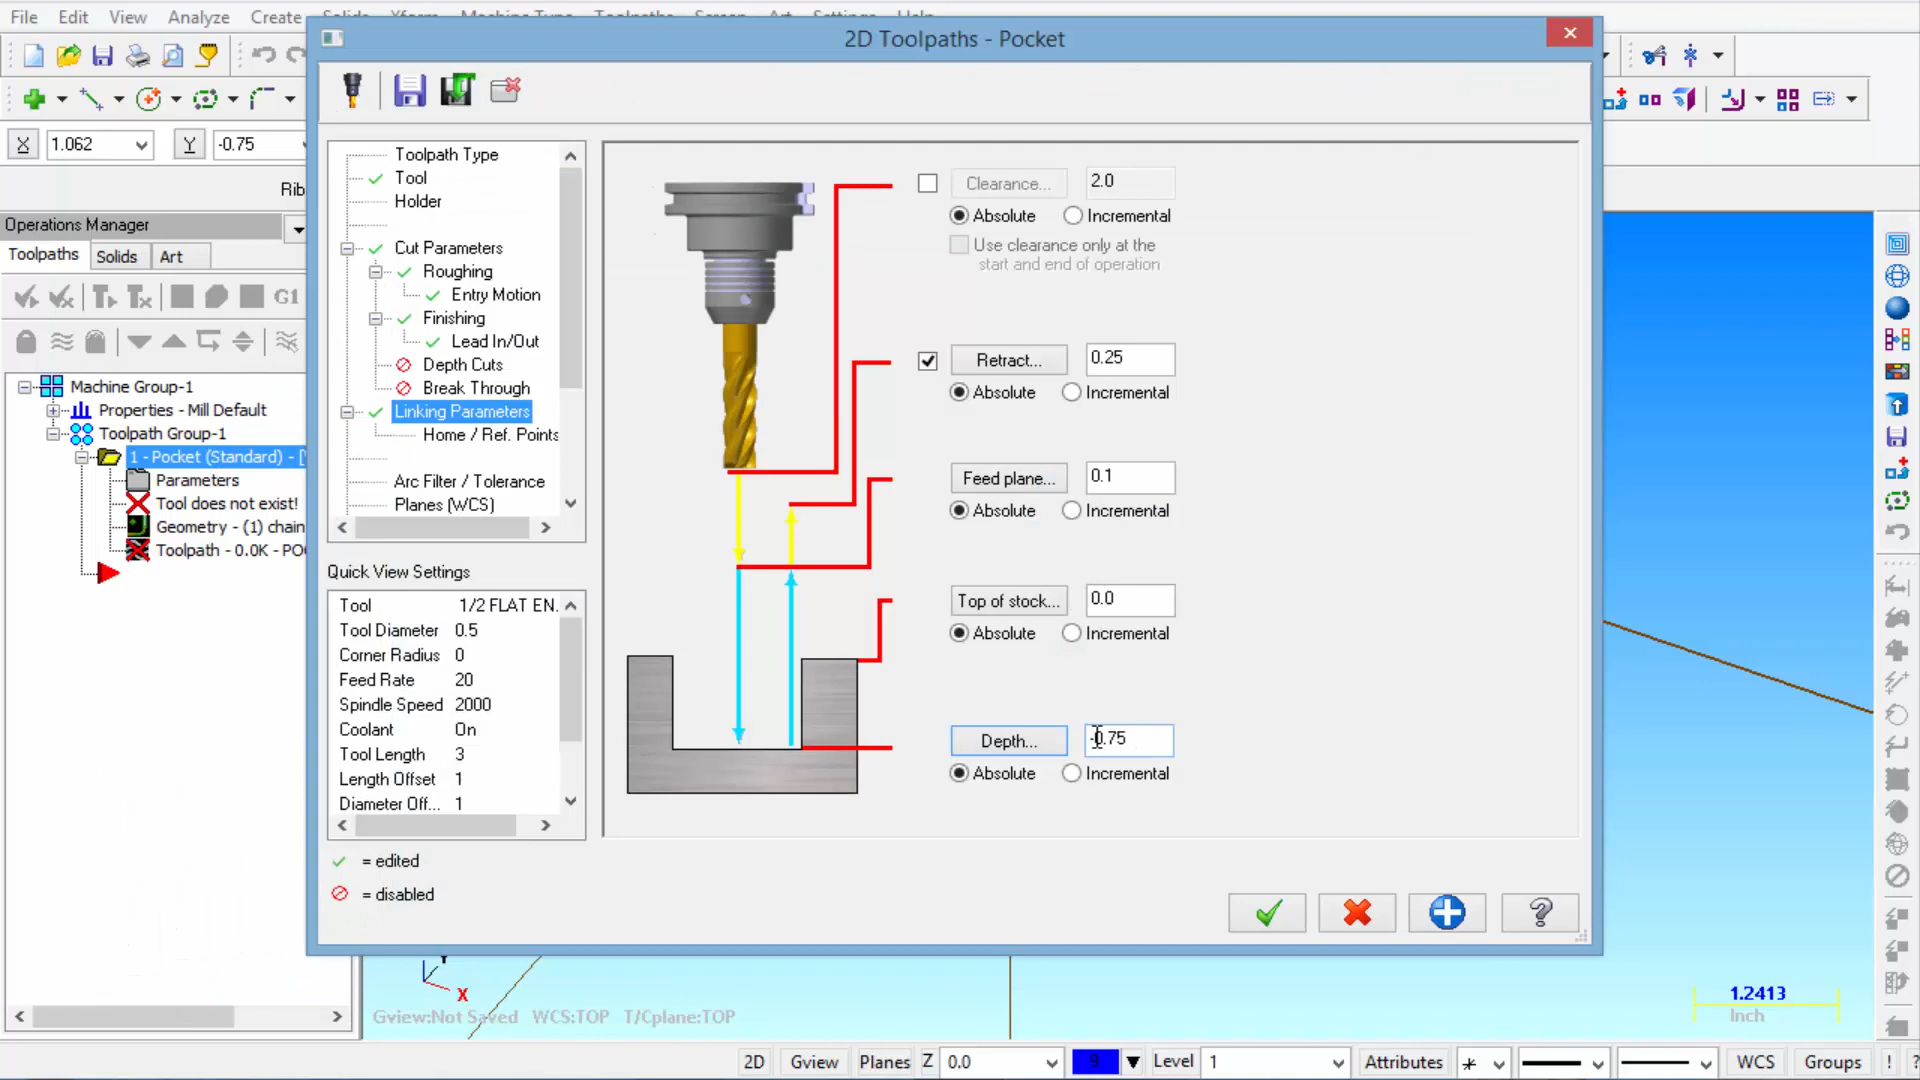 File Edit View Analyze Create
2D Toolpaths - Pocket
X 1.062 Y -0.75
Rib
Operations Manager
Toolpaths Solids Art
G1
Machine Group-1
Properties - Mill Default
Toolpath Group-1
1 - Pocket (Standard) - [
Parameters
Tool does not exist!
Geometry - (1) chain
Toolpath - 0.0K - PO
Toolpath Type
Tool
Holder
Cut Parameters
Roughing
Entry Motion
Finishing
Lead In/Out
Depth Cuts
Break Through
Linking Parameters
Home / Ref. Points
Arc Filter / Tolerance
Planes (WCS)
Quick View Settings
Tool 1/2 FLAT EN.
Tool Diameter 0.5
Corner Radius 0
Feed Rate 20
Spindle Speed 2000
Coolant On
Tool Length 3
Length Offset 1
Diameter Off... 1
= edited
= disabled
Clearance... 2.0
Absolute Incremental
Use clearance only at the
start and end of operation
Retract... 0.25
Absolute Incremental
Feed plane... 0.1
Absolute Incremental
Top of stock... 0.0
Absolute Incremental
Depth... -0.75
Absolute Incremental
X
Gview:Not Saved WCS:TOP T/Cplane:TOP
1.2413
Inch
2D Gview Planes Z 0.0 9 Level 1 Attributes WCS Groups ! ?